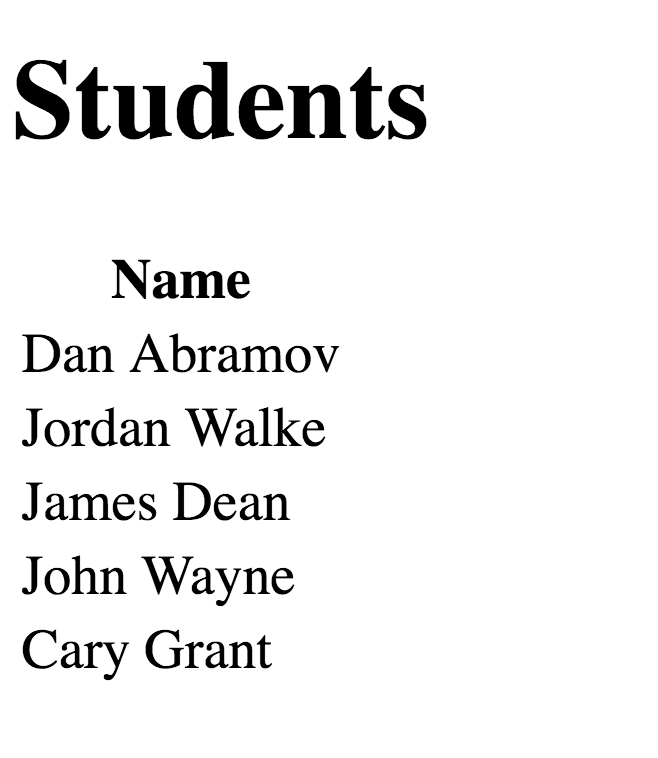 Students
Name
Dan Abramov
Jordan Walke
James Dean
John Wayne
Cary Grant